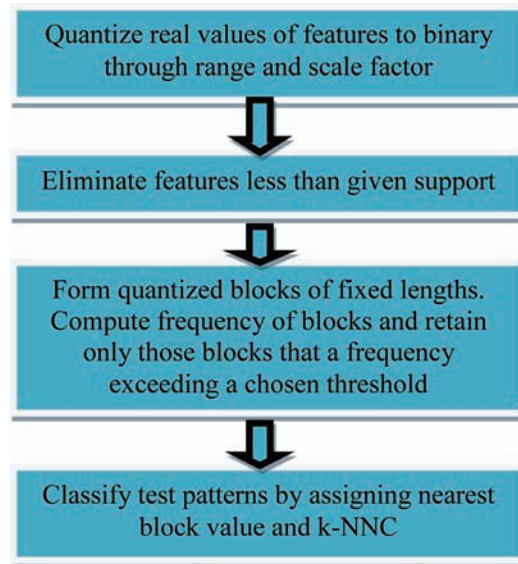 Quantize real values of features to binary
through range and scale factor
Eliminate features less than given support
Form quantized blocks of fixed lengths.
Compute frequency of blocks and retain
only those blocks that a frequency
exceeding a chosen threshold
Classify test patterns by assigning nearest
block value and k-NNC